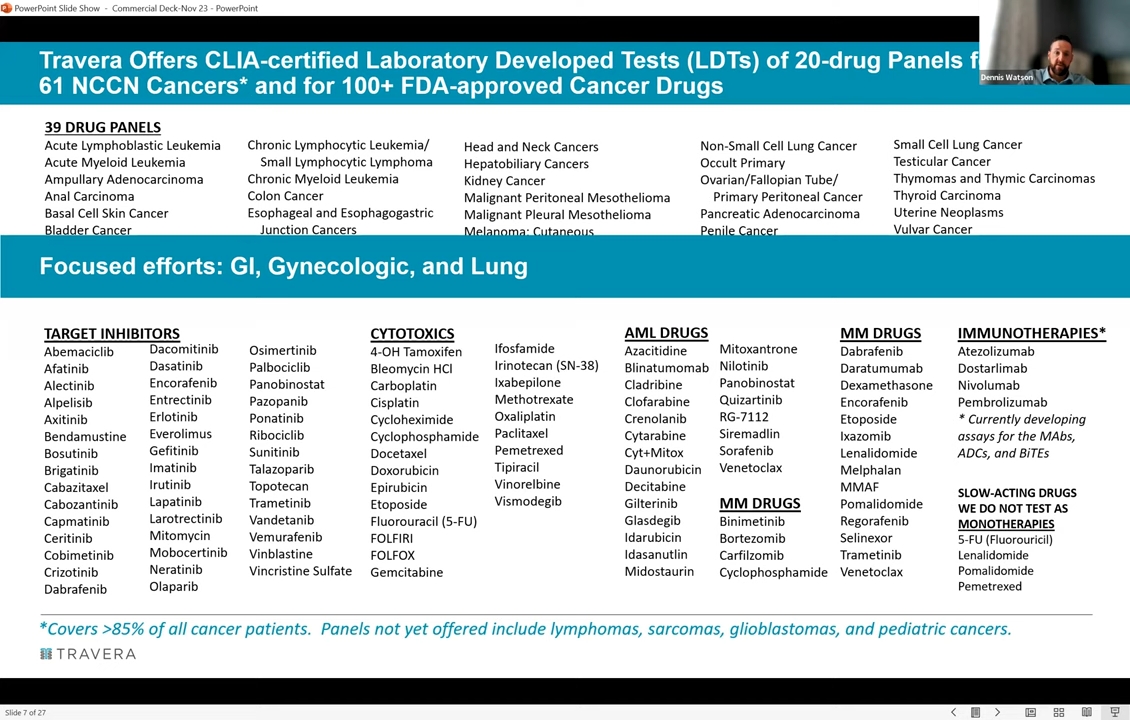 PowerPoint Slide Show - Commercial Deck-Nov 23 - PowerPoint
Travera Offers CLIA-certified Laboratory Developed Tests (LDTs) of 20-drug Panels f
61 NCCN Cancers* and for 100+ FDA-approved Cancer Drugs
Dennis Watson
39 DRUG PANELS
Acute Lymphoblastic Leukemia
Acute Myeloid Leukemia
Ampullary Adenocarcinoma
Anal Carcinoma
Basal Cell Skin Cancer
Bladder Cancer
Chronic Lymphocytic Leukemia/
Small Lymphocytic Lymphoma
Chronic Myeloid Leukemia
Colon Cancer
Esophageal and Esophagogastric
Junction Cancers
Head and Neck Cancers
Hepatobiliary Cancers
Kidney Cancer
Malignant Peritoneal Mesothelioma
Malignant Pleural Mesothelioma
Melanoma: Cutaneous
Non-Small Cell Lung Cancer
Occult Primary
Ovarian/Fallopian Tube/
Primary Peritoneal Cancer
Pancreatic Adenocarcinoma
Penile Cancer
Small Cell Lung Cancer
Testicular Cancer
Thymomas and Thymic Carcinomas
Thyroid Carcinoma
Uterine Neoplasms
Vulvar Cancer
Focused efforts: GI, Gynecologic, and Lung
TARGET INHIBITORS
Abemaciclib
Afatinib
Alectinib
Alpelisib
Axitinib
Bendamustine
Bosutinib
Brigatinib
Cabazitaxel
Cabozantinib
Capmatinib
Ceritinib
Cobimetinib
Crizotinib
Dabrafenib
Dacomitinib
Dasatinib
Encorafenib
Entrectinib
Erlotinib
Everolimus
Gefitinib
Imatinib
Irutinib
Lapatinib
Larotrectinib
Mitomycin
Mobocertinib
Neratinib
Olaparib
Osimertinib
Palbociclib
Panobinostat
Pazopanib
Ponatinib
Ribociclib
Sunitinib
Talazoparib
Topotecan
Trametinib
Vandetanib
Vemurafenib
Vinblastine
Vincristine Sulfate
CYTOTOXICS
4-OH Tamoxifen
Bleomycin HCl
Carboplatin
Cisplatin
Cycloheximide
Cyclophosphamide
Docetaxel
Doxorubicin
Epirubicin
Etoposide
Fluorouracil (5-FU)
FOLFIRI
FOLFOX
Gemcitabine
Ifosfamide
Irinotecan (SN-38)
Ixabepilone
Methotrexate
Oxaliplatin
Paclitaxel
Pemetrexed
Tipiracil
Vinorelbine
Vismodegib
AML DRUGS
Azacitidine
Blinatumomab
Cladribine
Clofarabine
Crenolanib
Cytarabine
Cyt+Mitox
Daunorubicin
Decitabine
Gilterinib
Glasdegib
Idarubicin
Idasanutlin
Midostaurin
Mitoxantrone
Nilotinib
Panobinostat
Quizartinib
RG-7112
Siremadlin
Sorafenib
Venetoclax
MM DRUGS
Binimetinib
Bortezomib
Carfilzomib
Cyclophosphamide
MM DRUGS
Dabrafenib
Daratumumab
Dexamethasone
Encorafenib
Etoposide
Ixazomib
Lenalidomide
Melphalan
MMAF
Pomalidomide
Regorafenib
Selinexor
Trametinib
Venetoclax
IMMUNOTHERAPIES*
Atezolizumab
Dostarlimab
Nivolumab
Pembrolizumab
* Currently developing
assays for the MAbs,
ADCs, and BiTEs
SLOW-ACTING DRUGS
WE DO NOT TEST AS
MONOTHERAPIES
5-FU (Fluorouricil)
Lenalidomide
Pomalidomide
Pemetrexed
*Covers >85% of all cancer patients. Panels not yet offered include lymphomas, sarcomas, glioblastomas, and pediatric cancers.
TRAVERA
Slide 7 of 27